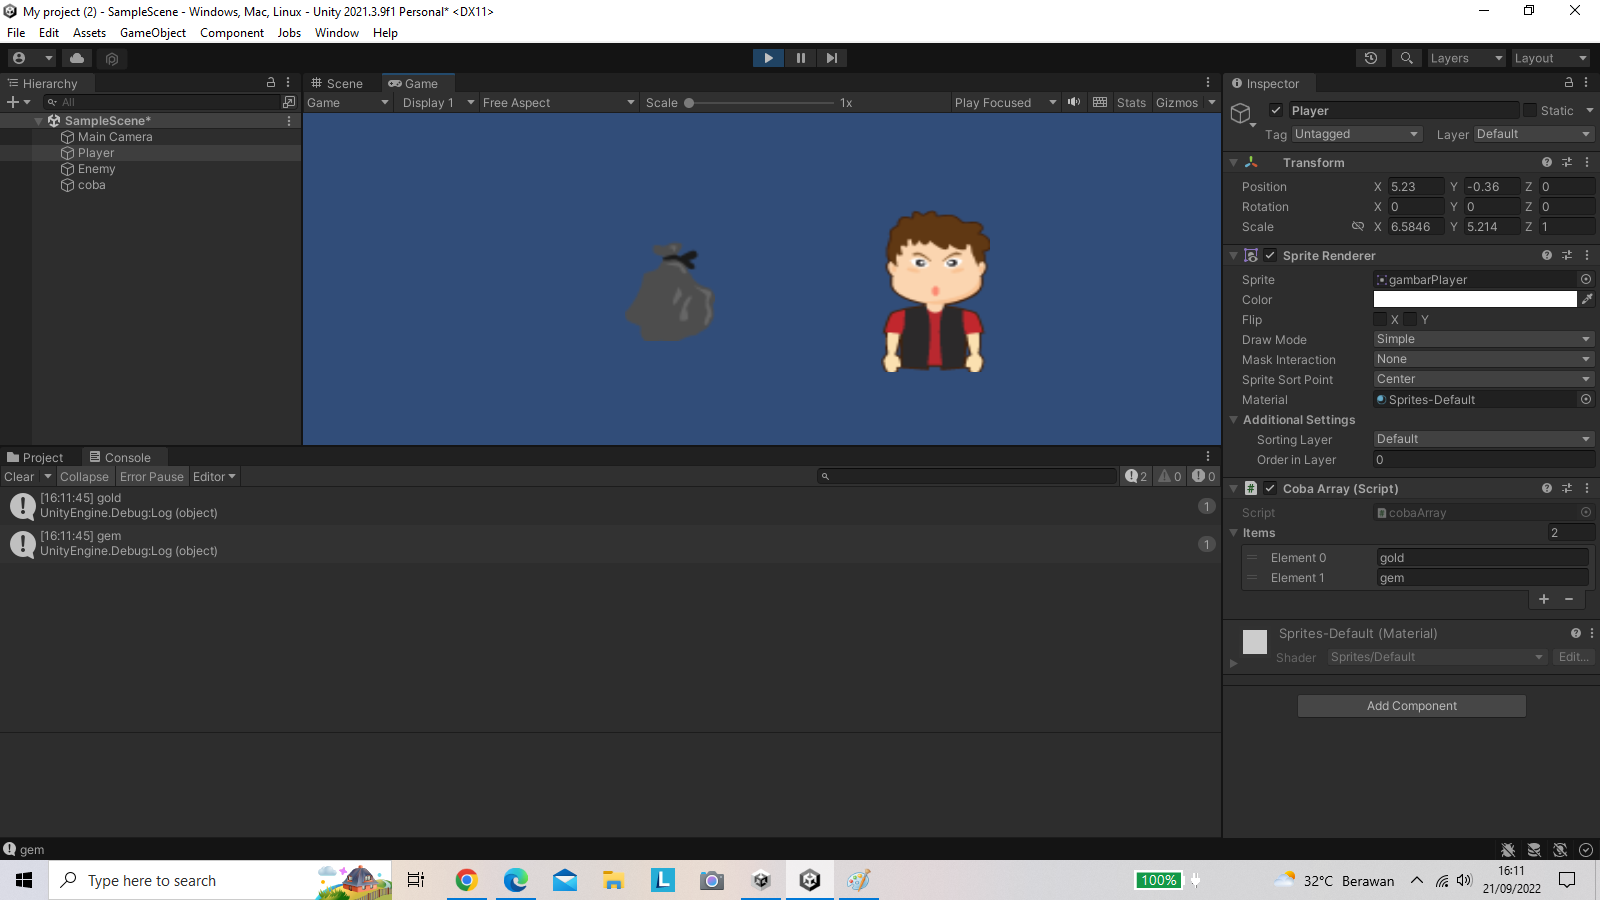 My project (2) - SampleScene - Windows, Mac, Linux - Unity 2021.3.9f1 Personal* <DX11>
File Edit Assets GameObject Component Jobs Window Help
Layers Layout
Hierarchy
All
SampleScene*
Main Camera
Player
Enemy
coba
Scene Game
Game Display 1 Free Aspect Scale 1x Play Focused Stats Gizmos
Inspector
Player Static
Tag Untagged Layer Default
Transform
Position X 5.23 Y -0.36 Z 0
Rotation X 0 Y 0 Z 0
Scale X 6.5846 Y 5.214 Z 1
Sprite Renderer
Sprite gambarPlayer
Color
Flip X Y
Draw Mode Simple
Mask Interaction None
Sprite Sort Point Center
Material Sprites-Default
Additional Settings
Sorting Layer Default
Order in Layer 0
# Coba Array (Script)
Script cobaArray
Items 2
Element 0 gold
Element 1 gem
+ −
Sprites-Default (Material)
Shader Sprites/Default Edit...
Add Component
Project Console
Clear Collapse Error Pause Editor 2 0 0
[16:11:45] gold
UnityEngine.Debug:Log (object)
1
[16:11:45] gem
UnityEngine.Debug:Log (object)
1
gem
Type here to search
L
100%
32°C Berawan
16:11
21/09/2022